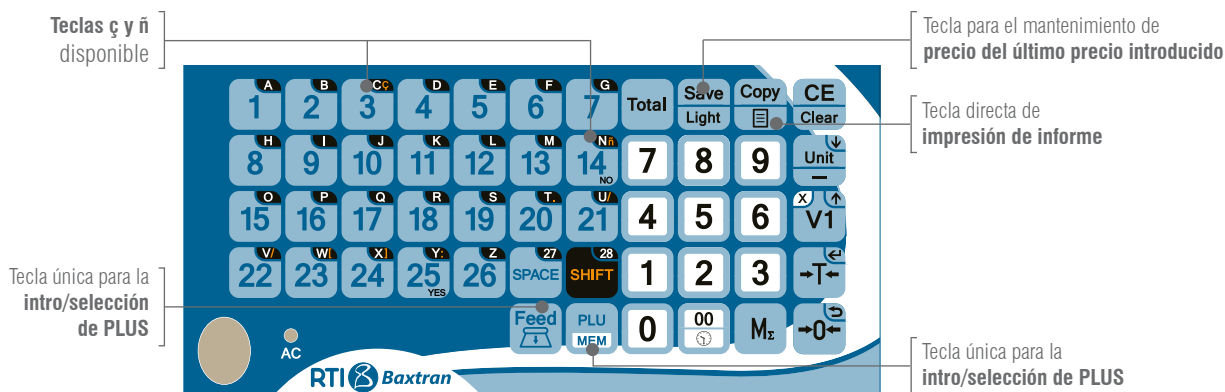 Teclas ç y ñ
disponible
Tecla para el mantenimiento de
precio del último precio introducido
Tecla directa de
impresión de informe
A B Cç D E F G
1 2 3 4 5 6 7 Total Save Light Copy CE Clear
H I J K L M Nñ
8 9 10 11 12 13 14 NO 7 8 9 Unit –
O P Q R S T. U/
15 16 17 18 19 20 21 4 5 6 X V1
V/ W[ X] Y: Z 27 28
22 23 24 25 YES 26 SPACE SHIFT 1 2 3 →T←
Feed PLU MEM 0 00 MΣ →0←
Tecla única para la
intro/selección
de PLUS
AC
RTI Baxtran
Tecla única para la
intro/selección de PLUS